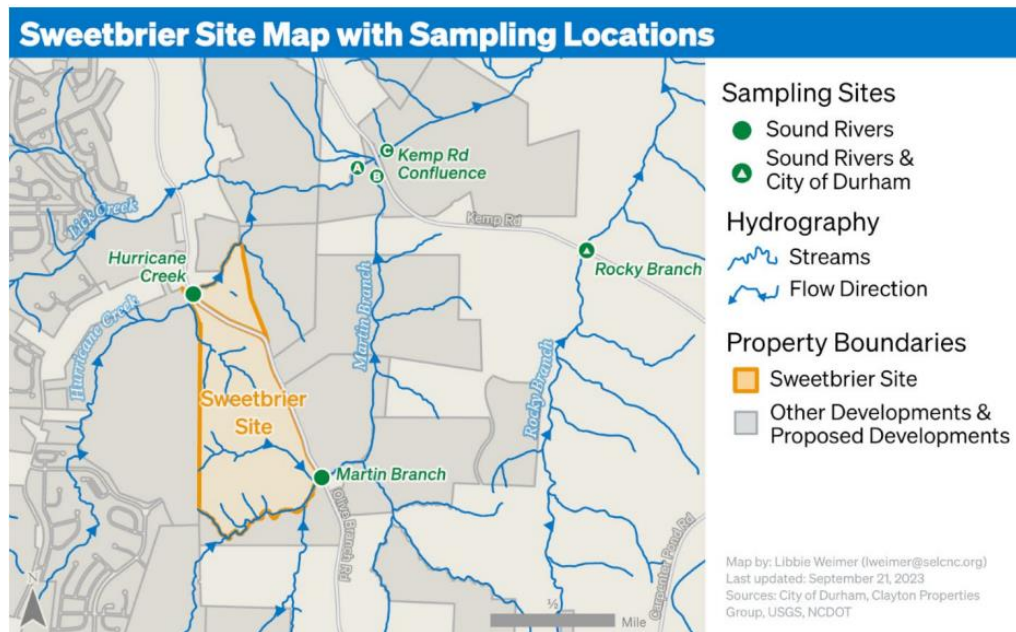 Sweetbrier Site Map with Sampling Locations
C
A
B
Kemp Rd
Confluence
Lick Creek
Kemp Rd
Hurricane
Creek
Rocky Branch
Hurricane Creek
Martin Branch
Sweetbrier
Site
Rocky Branch
Martin Branch
Olive Branch Rd
Carpenter Pond Rd
N
½
Mile
Sampling Sites
Sound Rivers
Sound Rivers &
City of Durham
Hydrography
Streams
Flow Direction
Property Boundaries
Sweetbrier Site
Other Developments &
Proposed Developments
Map by: Libbie Weimer (lweimer@selcnc.org)
Last updated: September 21, 2023
Sources: City of Durham, Clayton Properties
Group, USGS, NCDOT